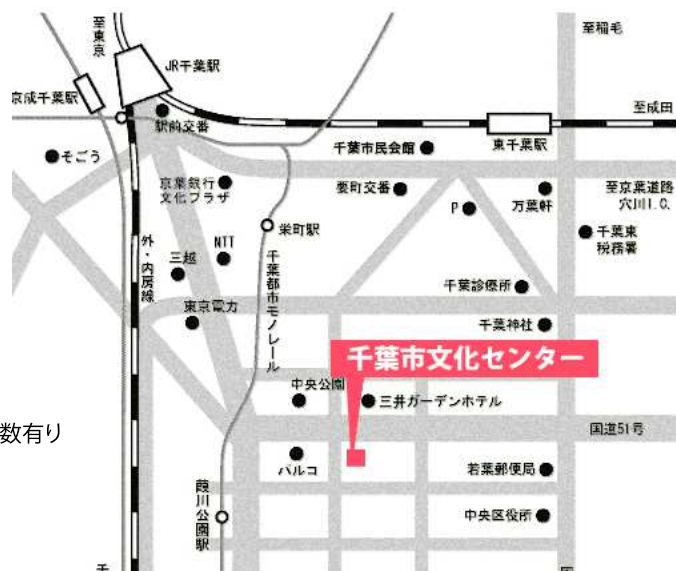 至東京
JR千葉駅
至稲毛
京成千葉駅
至成田
駅前交番
千葉市民会館
東千葉駅
そごう
京葉銀行
文化プラザ
要町交番
P
万葉軒
至京葉道路
穴川I.C.
栄町駅
千葉東
税務署
外・内房線
NTT
三越
千葉都市モノレール
千葉診療所
東京電力
千葉神社
千葉市文化センター
中央公園
三井ガーデンホテル
数有り
国道51号
パルコ
若葉郵便局
葭川公園駅
中央区役所